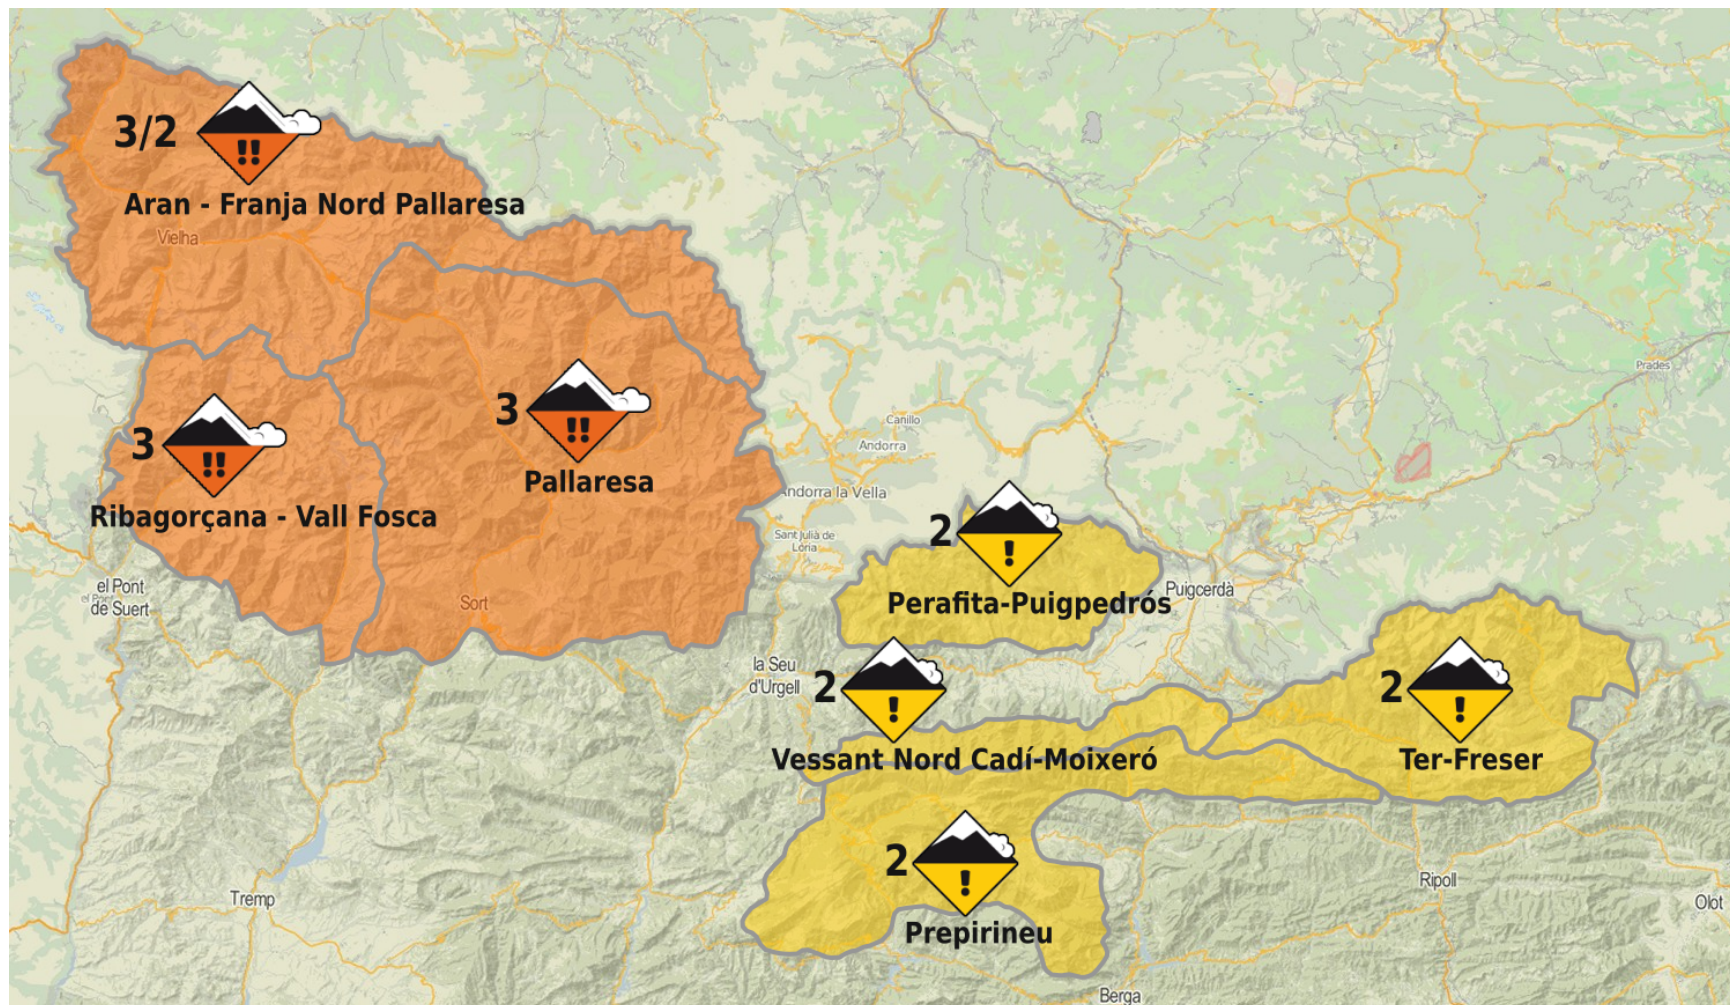 3/2
!!
Aran - Franja Nord Pallaresa
Vielha
3
!!
Pallaresa
3
!!
Ribagorçana - Vall Fosca
Prades
Canillo
Andorra
Andorra la Vella
Sant Julià de
Lòria
2
!
Perafita-Puigpedrós
Puigcerdà
el Pont
de Suert
Sort
la Seu
d'Urgell
2
!
Vessant Nord Cadí-Moixeró
2
!
Ter-Freser
2
!
Prepirineu
Tremp
Ripoll
Olot
Berga